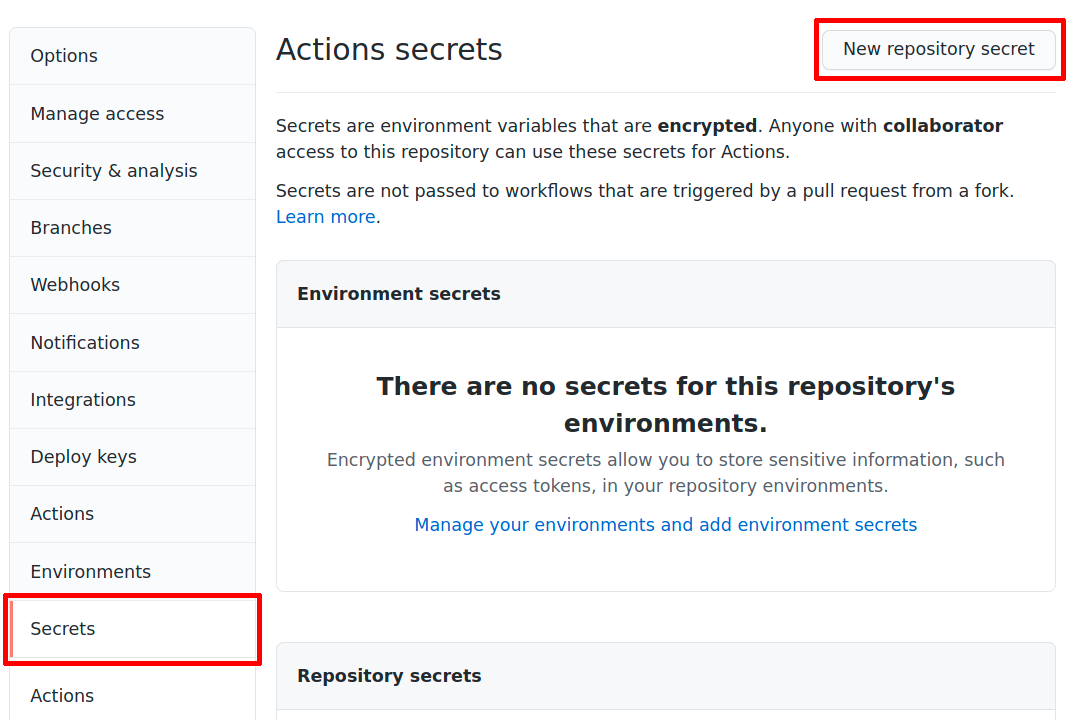 Options
Manage access
Security & analysis
Branches
Webhooks
Notifications
Integrations
Deploy keys
Actions
Environments
Secrets
Actions
Actions secrets
New repository secret
Secrets are environment variables that are encrypted. Anyone with collaborator
access to this repository can use these secrets for Actions.
Secrets are not passed to workflows that are triggered by a pull request from a fork.
Learn more.
Environment secrets
There are no secrets for this repository's
environments.
Encrypted environment secrets allow you to store sensitive information, such
as access tokens, in your repository environments.
Manage your environments and add environment secrets
Repository secrets